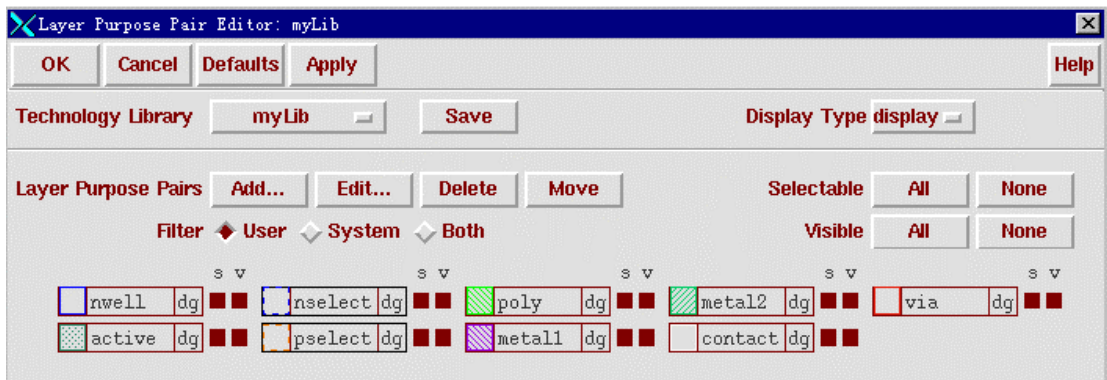 Layer Purpose Pair Editor: myLib
OK Cancel Defaults Apply Help
Technology Library myLib Save Display Type display
Layer Purpose Pairs Add... Edit... Delete Move Selectable All None
Filter User System Both Visible All None
s v s v s v s v s v
nwell dg nselect dg poly dg metal2 dg via dg
active dg pselect dg metal1 dg contact dg